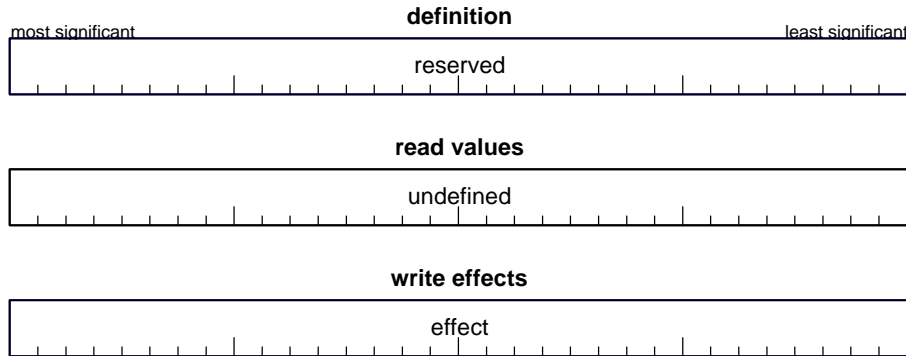 definition
most significant least significant
reserved
read values
undefined
write effects
effect